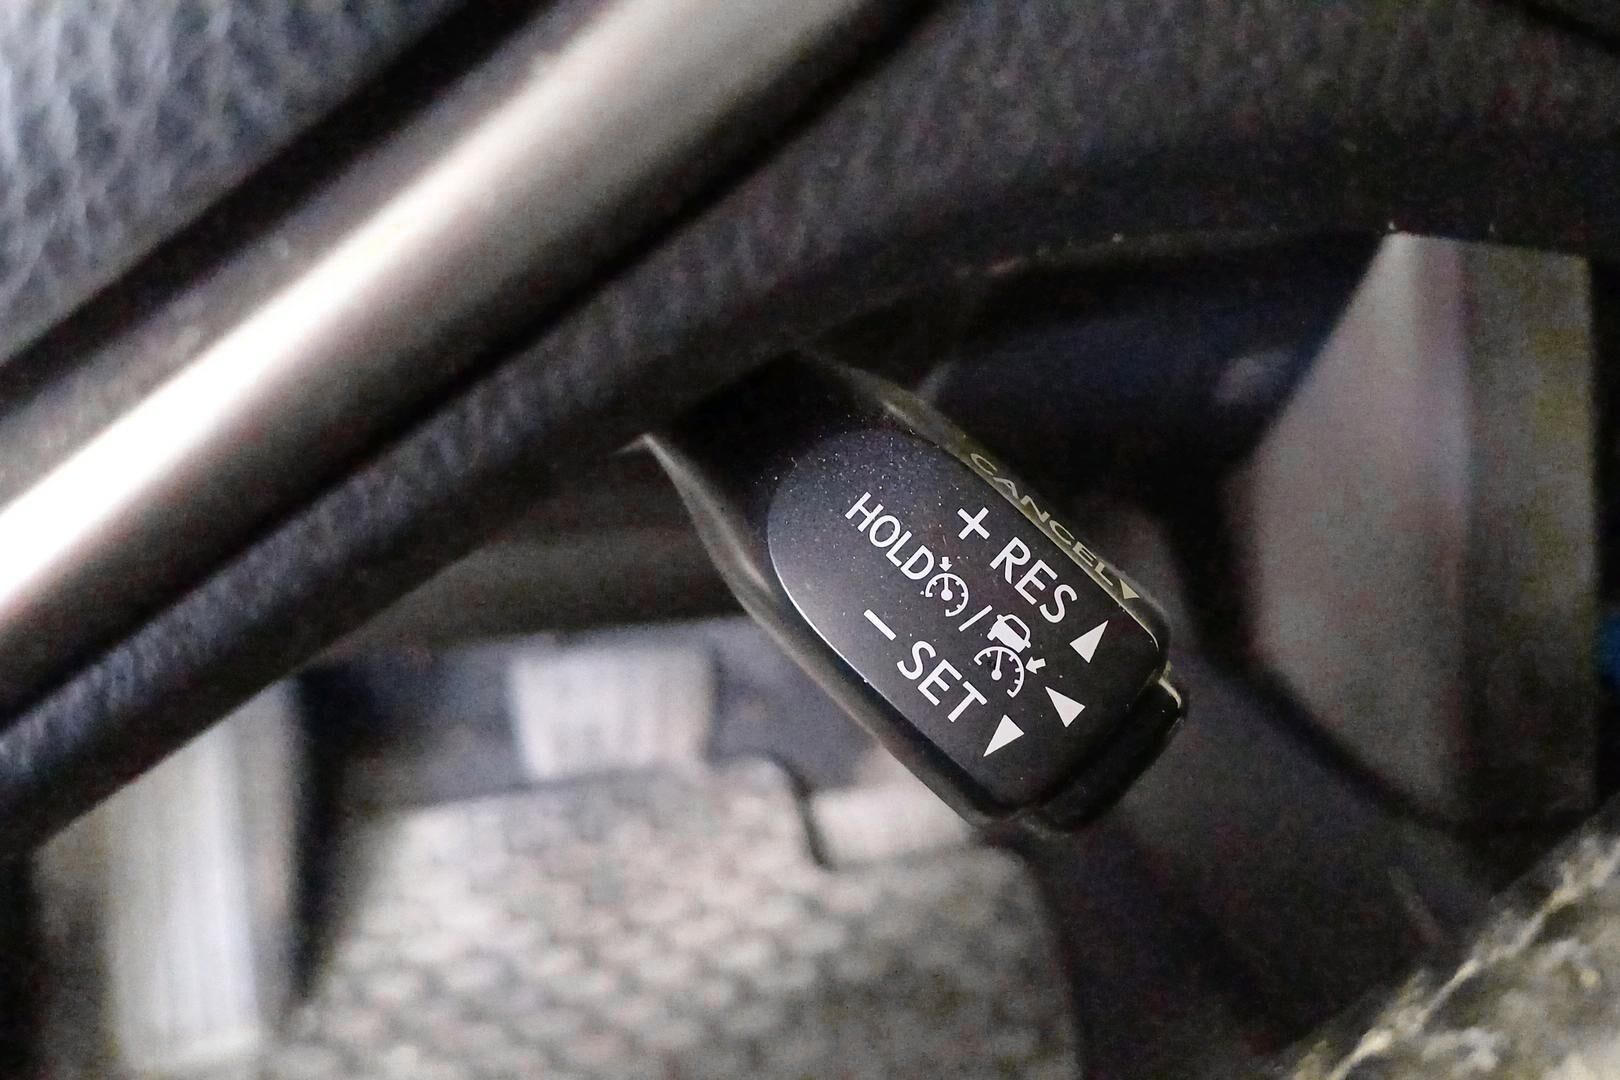 CANCEL
+ RES
HOLD /
− SET